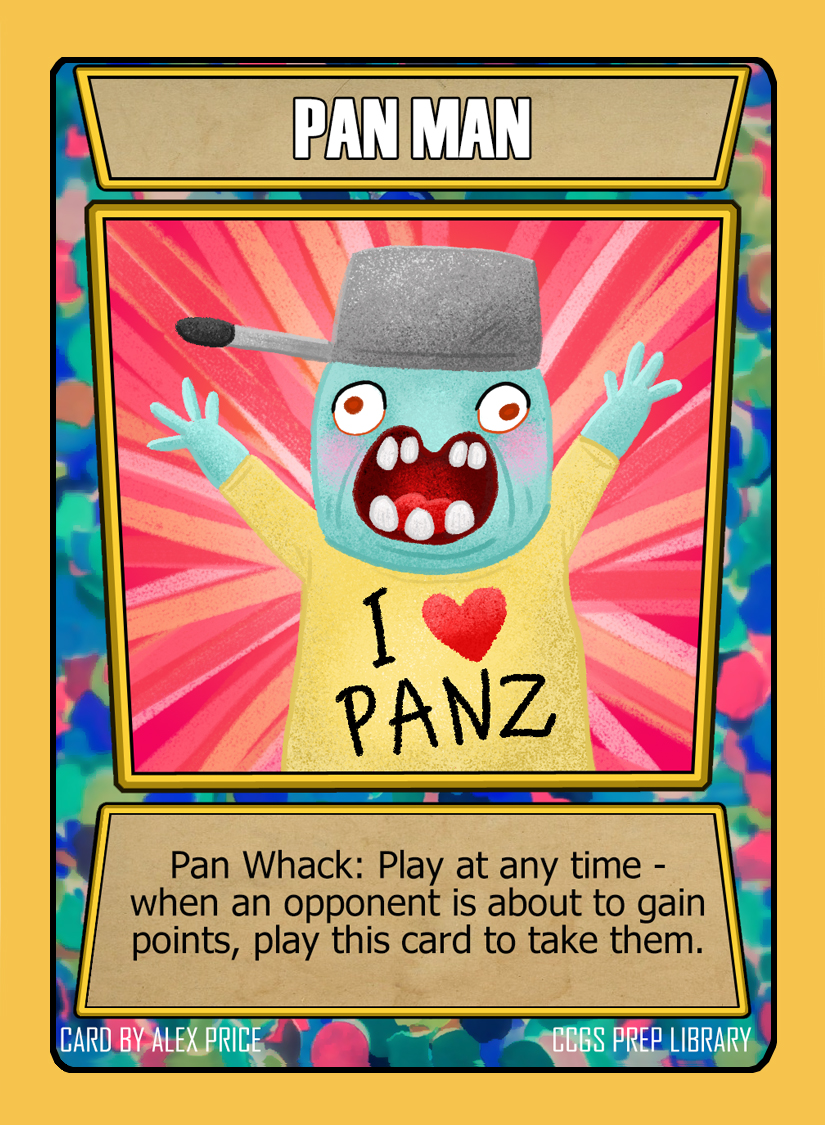 PAN MAN
I ❤
PANZ
Pan Whack: Play at any time -
when an opponent is about to gain
points, play this card to take them.
CARD BY ALEX PRICE
CCGS PREP LIBRARY